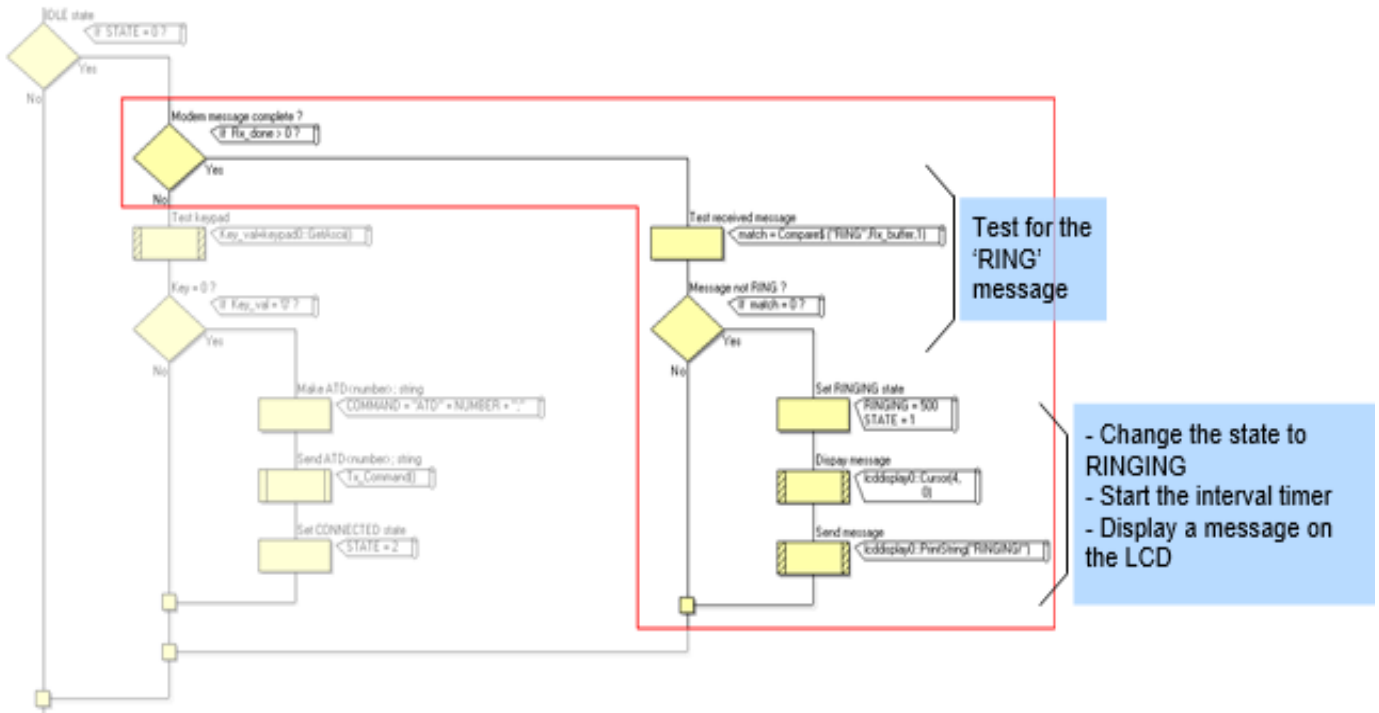 IDLE state
If STATE = 0 ?
Yes
No
Modem message complete ?
If Rx_done > 0 ?
Yes
No
Test keypad
Key_val=keypad0::GetAscii()
Key = 0 ?
If Key_val = '0' ?
Yes
No
Make ATD<number>; string
COMMAND = "ATD" + NUMBER + ";"
Send ATD<number>; string
Tx_Command()
Set CONNECTED state
STATE = 2
Test received message
match = Compare$ ("RING",Rx_buffer,1)
Message not RING ?
If match = 0 ?
Yes
No
Set RINGING state
RINGING = 500
STATE = 1
Dispay message
lcddisplay0::Cursor(4,
0)
Send message
lcddisplay0::PrintString("RINGING!")
Test for the
‘RING’
message
- Change the state to
RINGING
- Start the interval timer
- Display a message on
the LCD